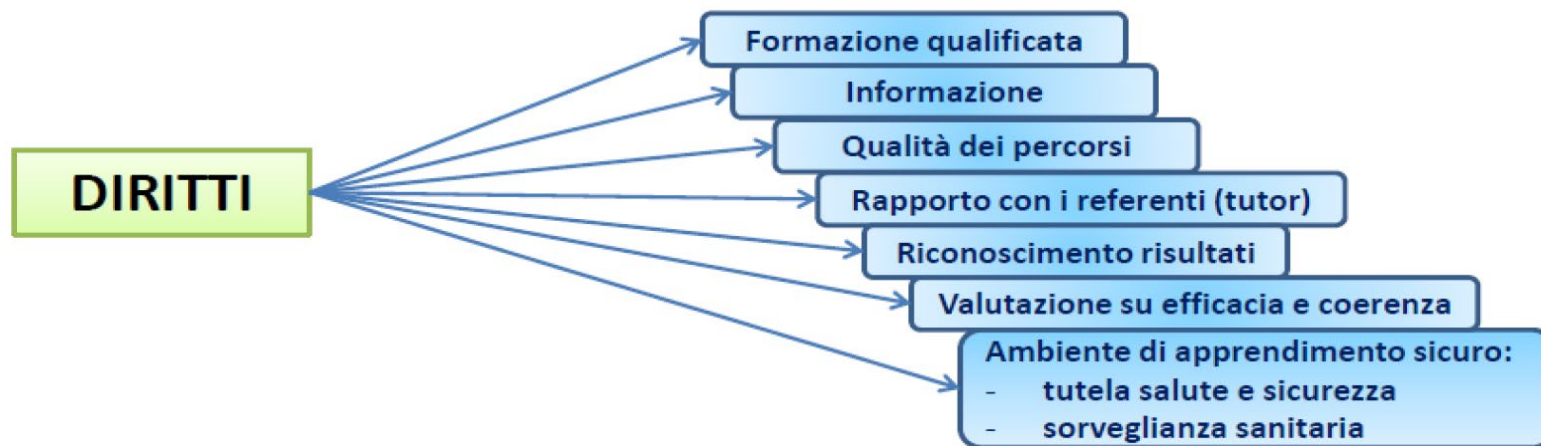 DIRITTI
Formazione qualificata
Informazione
Qualità dei percorsi
Rapporto con i referenti (tutor)
Riconoscimento risultati
Valutazione su efficacia e coerenza
Ambiente di apprendimento sicuro:
- tutela salute e sicurezza
- sorveglianza sanitaria